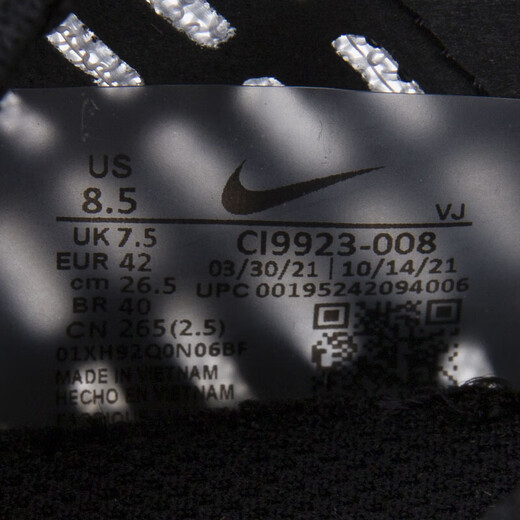 US
8.5
VJ
UK 7.5
CI9923-008
EUR 42
03/30/21 | 10/14/21
cm 26.5
UPC 00195242094006
BR 40
CN 265(2.5)
01XH92Q0N06BF
MADE IN VIETNAM
HECHO EN VIETNAM